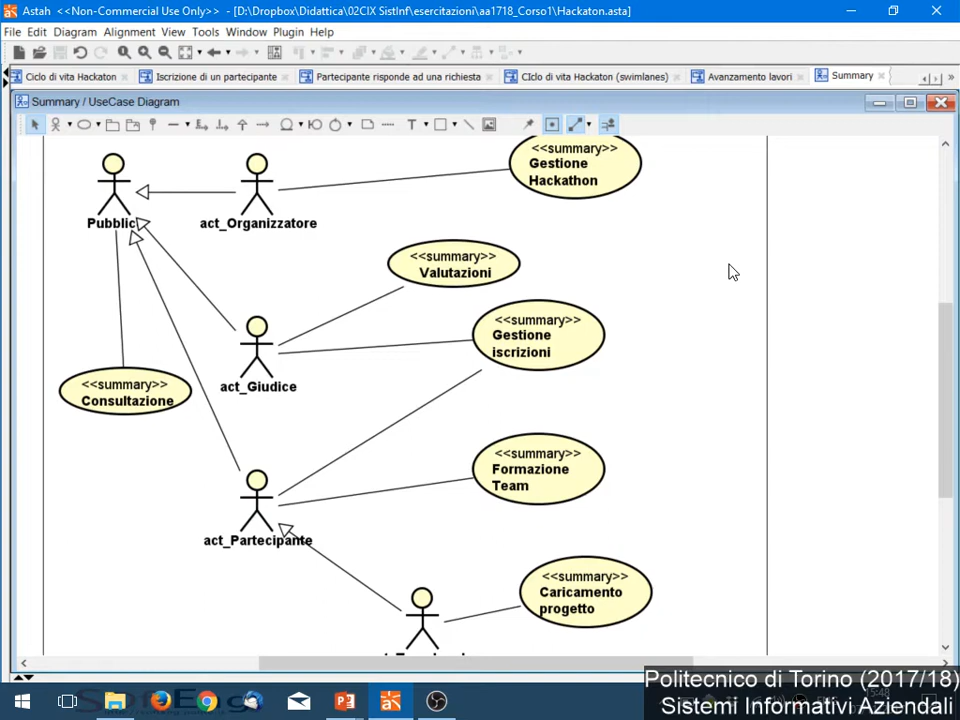 Astah <<Non-Commercial Use Only>> - [D:\Dropbox\Didattica\02CIX SistInf\esercitazioni\aa1718_Corso1\Hackaton.asta]
File Edit Diagram Alignment View Tools Window Plugin Help
Ciclo di vita Hackaton
Iscrizione di un partecipante
Partecipante risponde ad una richiesta
CIclo di vita Hackaton (swimlanes)
Avanzamento lavori
Summary
Summary / UseCase Diagram
T
<<summary>>
Gestione
Hackathon
Pubblic
act_Organizzatore
<<summary>>
Valutazioni
<<summary>>
Gestione
iscrizioni
act_Giudice
<<summary>>
Consultazione
<<summary>>
Formazione
Team
act_Partecipante
<<summary>>
Caricamento
progetto
Politecnico di Torino (2017/18)
Sistemi Informativi Aziendali